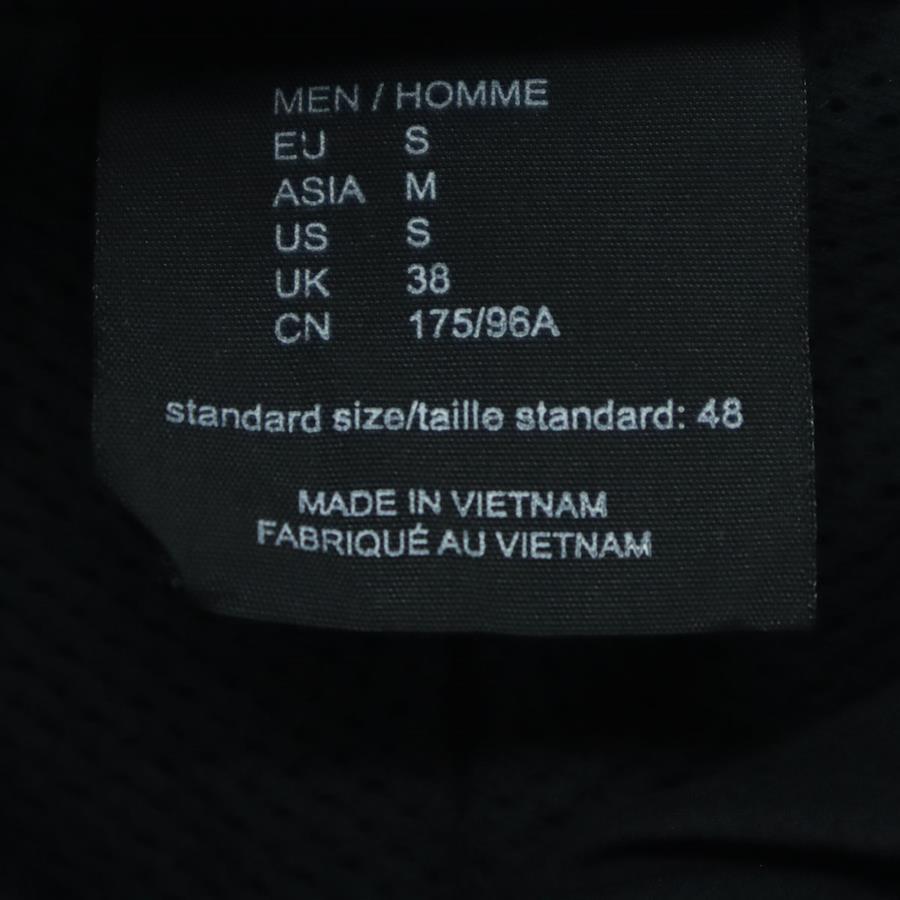 MEN / HOMME
EU S
ASIA M
US S
UK 38
CN 175/96A
standard size/taille standard: 48
MADE IN VIETNAM
FABRIQUÉ AU VIETNAM